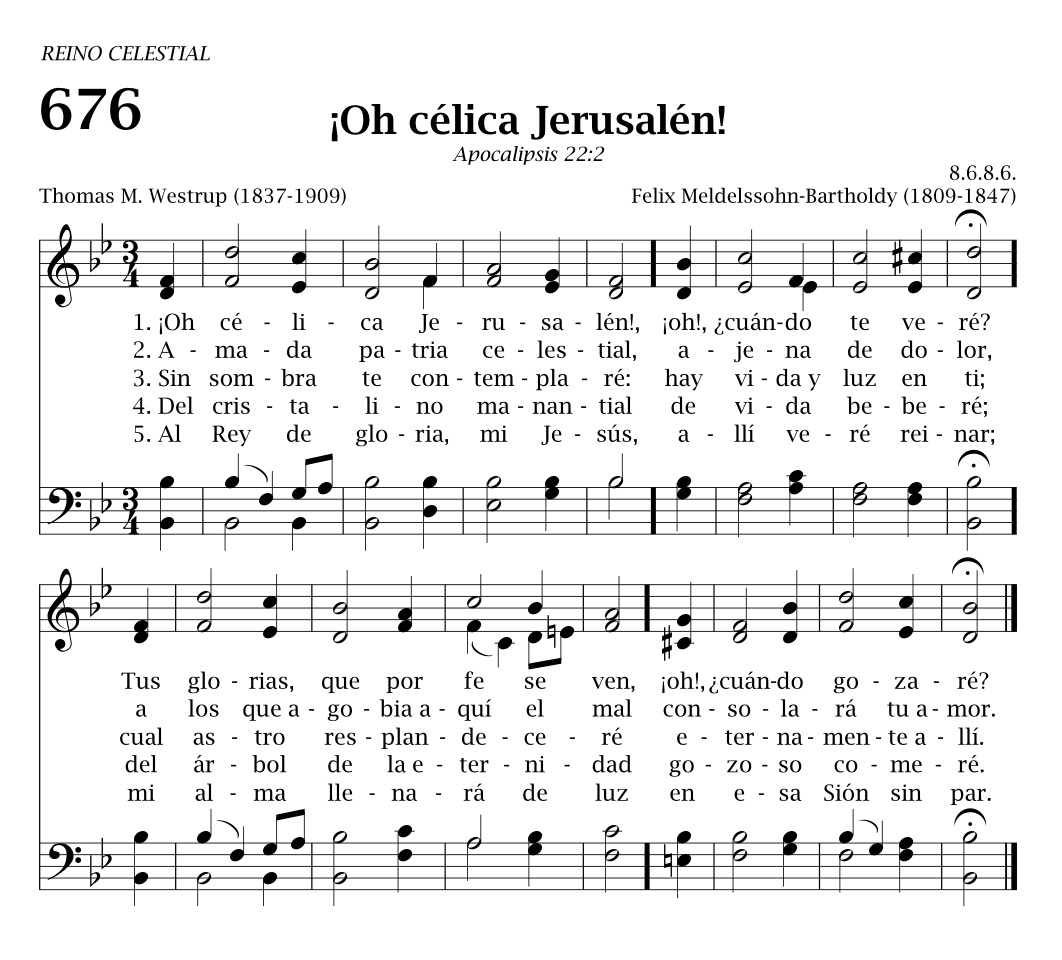 REINO CELESTIAL
676
¡Oh célica Jerusalén!
Apocalipsis 22:2
8.6.8.6.
Thomas M. Westrup (1837-1909) Felix Meldelssohn-Bartholdy (1809-1847)
1. ¡Oh cé - li - ca Je - ru - sa - lén!, ¡oh!, ¿cuán-do te ve - ré?
2. A - ma - da pa - tria ce - les - tial, a - je - na de do - lor,
3. Sin som - bra te con - tem - pla - ré: hay vi - da y luz en ti;
4. Del cris - ta - li - no ma - nan - tial de vi - da be - be - ré;
5. Al Rey de glo - ria, mi Je - sús, a - llí ve - ré rei - nar;
Tus glo - rias, que por fe se ven, ¡oh!, ¿cuán-do go - za - ré?
a los que a - go - bia a - quí el mal con - so - la - rá tu a - mor.
cual as - tro res - plan - de - ce - ré e - ter - na - men - te a - llí.
del ár - bol de la e - ter - ni - dad go - zo - so co - me - ré.
mi al - ma lle - na - rá de luz en e - sa Sión sin par.